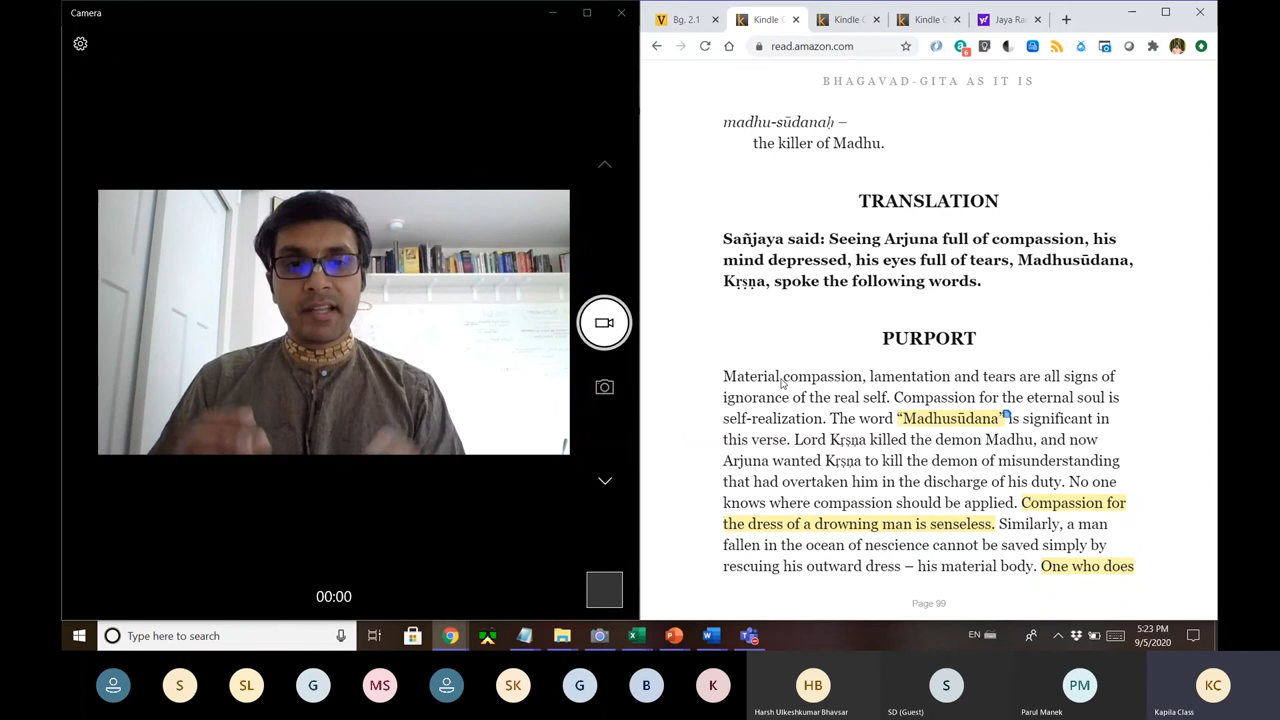 Camera
00:00
Bg. 2.1
Kindle
Kindle
Kindle
Jaya Ra
read.amazon.com
6
BHAGAVAD-GITA AS IT IS
madhu-sūdanaḥ –
the killer of Madhu.
TRANSLATION
Sañjaya said: Seeing Arjuna full of compassion, his
mind depressed, his eyes full of tears, Madhusūdana,
Kṛṣṇa, spoke the following words.
PURPORT
Material compassion, lamentation and tears are all signs of
ignorance of the real self. Compassion for the eternal soul is
self-realization. The word “Madhusūdana” is significant in
this verse. Lord Kṛṣṇa killed the demon Madhu, and now
Arjuna wanted Kṛṣṇa to kill the demon of misunderstanding
that had overtaken him in the discharge of his duty. No one
knows where compassion should be applied. Compassion for
the dress of a drowning man is senseless. Similarly, a man
fallen in the ocean of nescience cannot be saved simply by
rescuing his outward dress – his material body. One who does
Page 99
Type here to search
EN
5:23 PM
9/5/2020
S
SL
G
MS
SK
G
B
K
HB
S
PM
KC
Harsh Ulkeshkumar Bhavsar
SD (Guest)
Parul Manek
Kapila Class